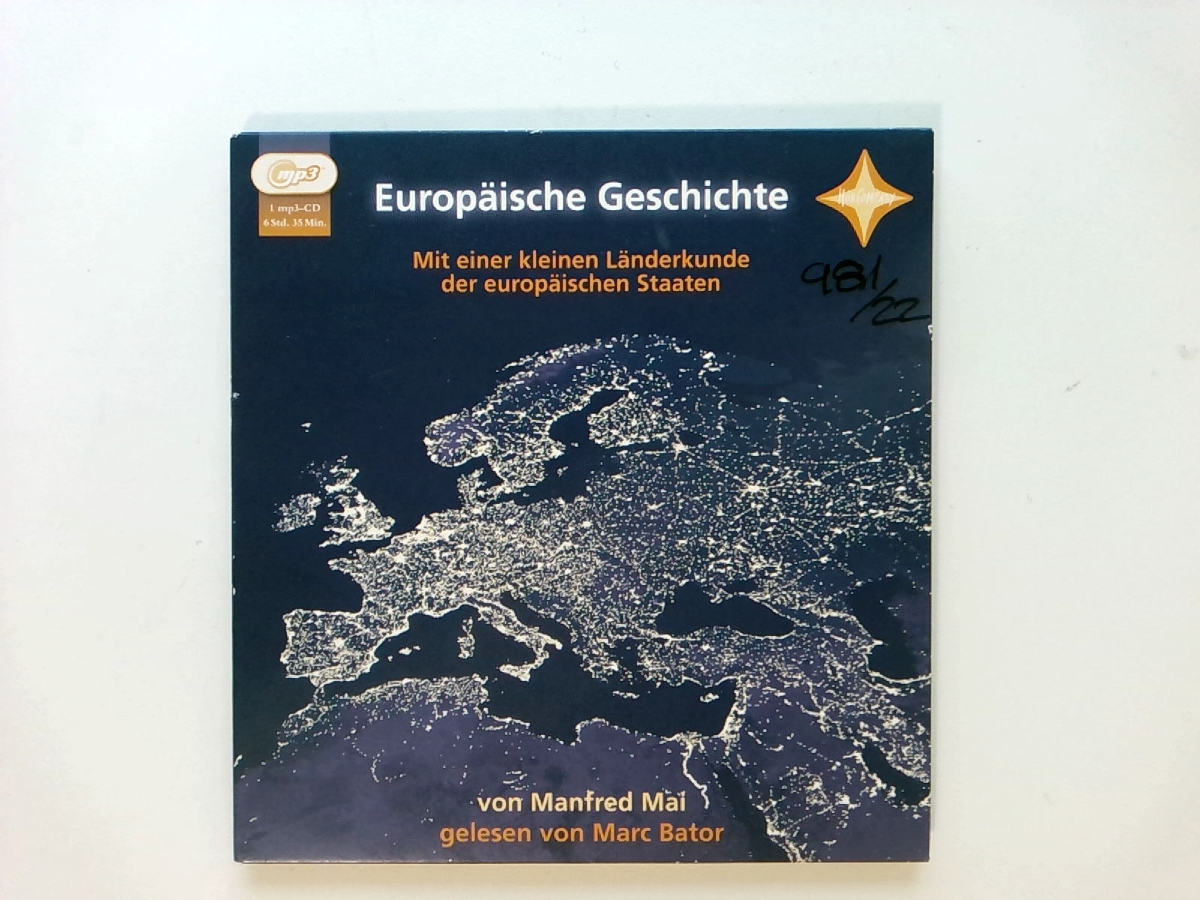 mp3
1 mp3-CD
6 Std. 35 Min.
Europäische Geschichte
HÖRCOMPANY
Mit einer kleinen Länderkunde
der europäischen Staaten
981/22
von Manfred Mai
gelesen von Marc Bator